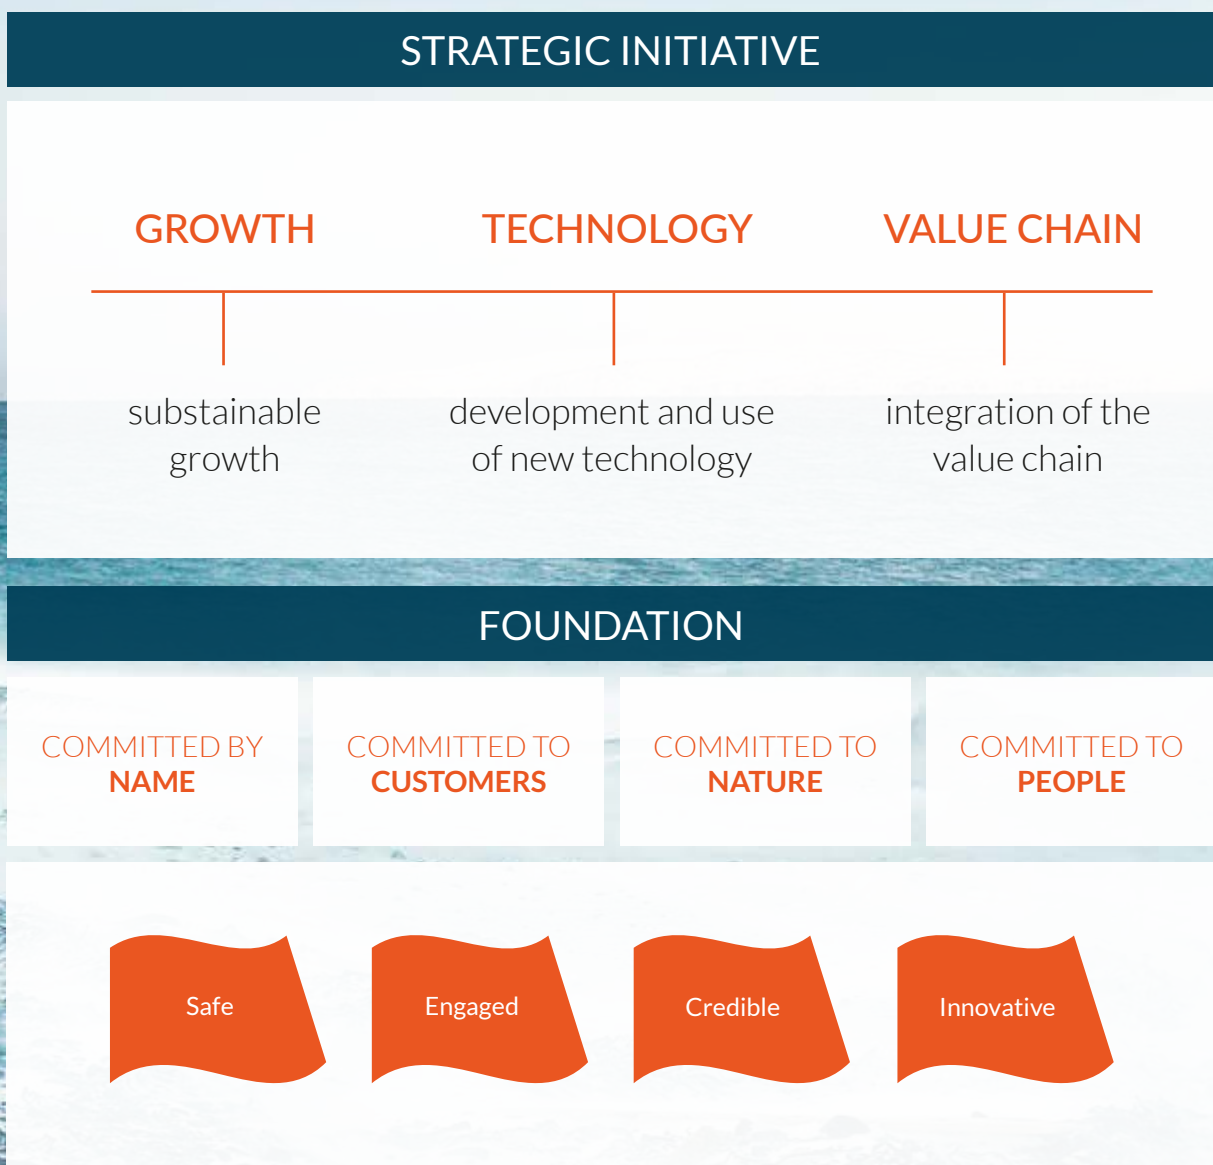 STRATEGIC INITIATIVE
GROWTH
TECHNOLOGY
VALUE CHAIN
substainable
growth
development and use
of new technology
integration of the
value chain
FOUNDATION
COMMITTED BY
NAME
COMMITTED TO
CUSTOMERS
COMMITTED TO
NATURE
COMMITTED TO
PEOPLE
Safe
Engaged
Credible
Innovative